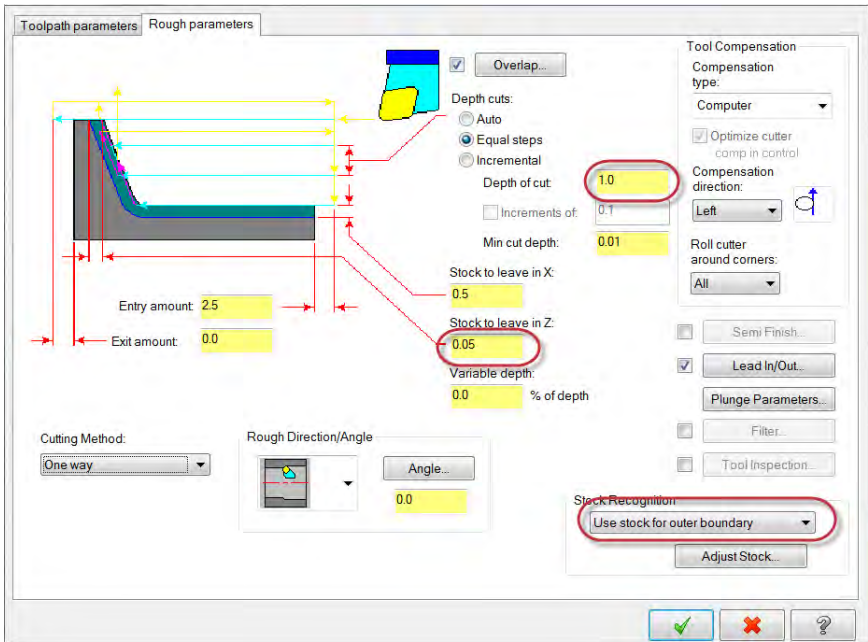 Toolpath parameters
Rough parameters
Overlap...
Depth cuts:
Auto
Equal steps
Incremental
Depth of cut: 1.0
Increments of: 0.1
Min cut depth: 0.01
Stock to leave in X:
0.5
Stock to leave in Z:
0.05
Variable depth:
0.0 % of depth
Entry amount: 2.5
Exit amount: 0.0
Tool Compensation
Compensation
type:
Computer
Optimize cutter
comp in control
Compensation
direction:
Left
Roll cutter
around corners:
All
Semi Finish...
Lead In/Out...
Plunge Parameters...
Filter...
Tool Inspection...
Cutting Method:
One way
Rough Direction/Angle
Angle...
0.0
Stock Recognition
Use stock for outer boundary
Adjust Stock...
?